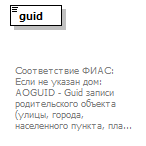 guid
Соответствие ФИАС:
Если не указан дом:
AOGUID - Guid записи
родительского объекта
(улицы, города,
населенного пункта, пла...